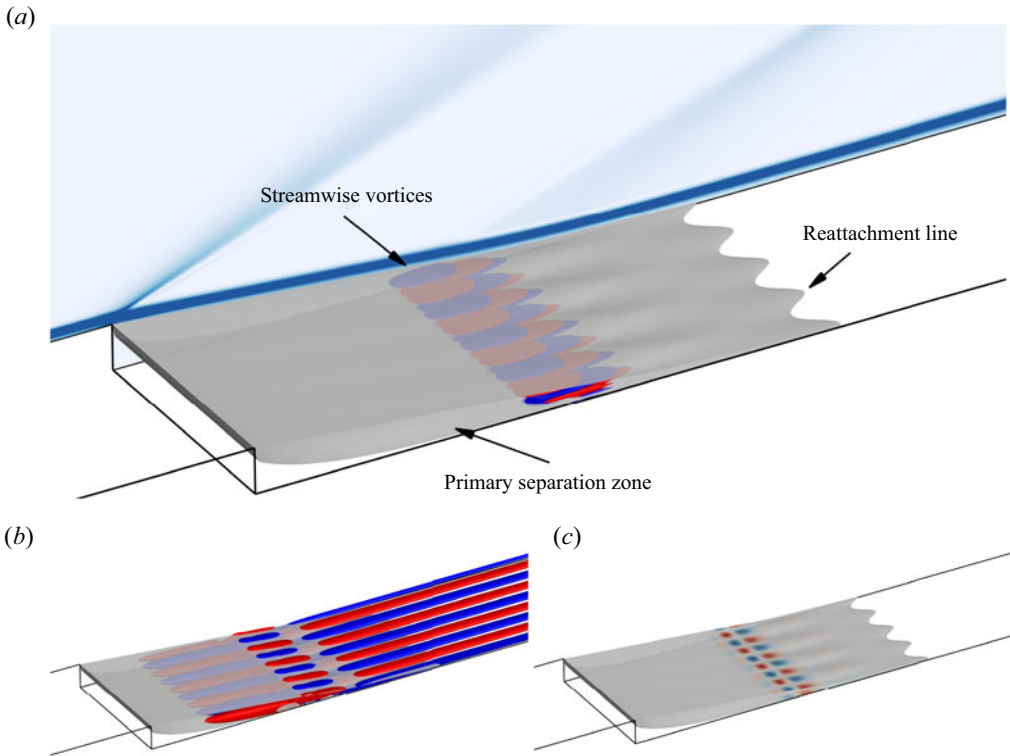 (a)
Streamwise vortices
Reattachment line
Primary separation zone
(b)
(c)